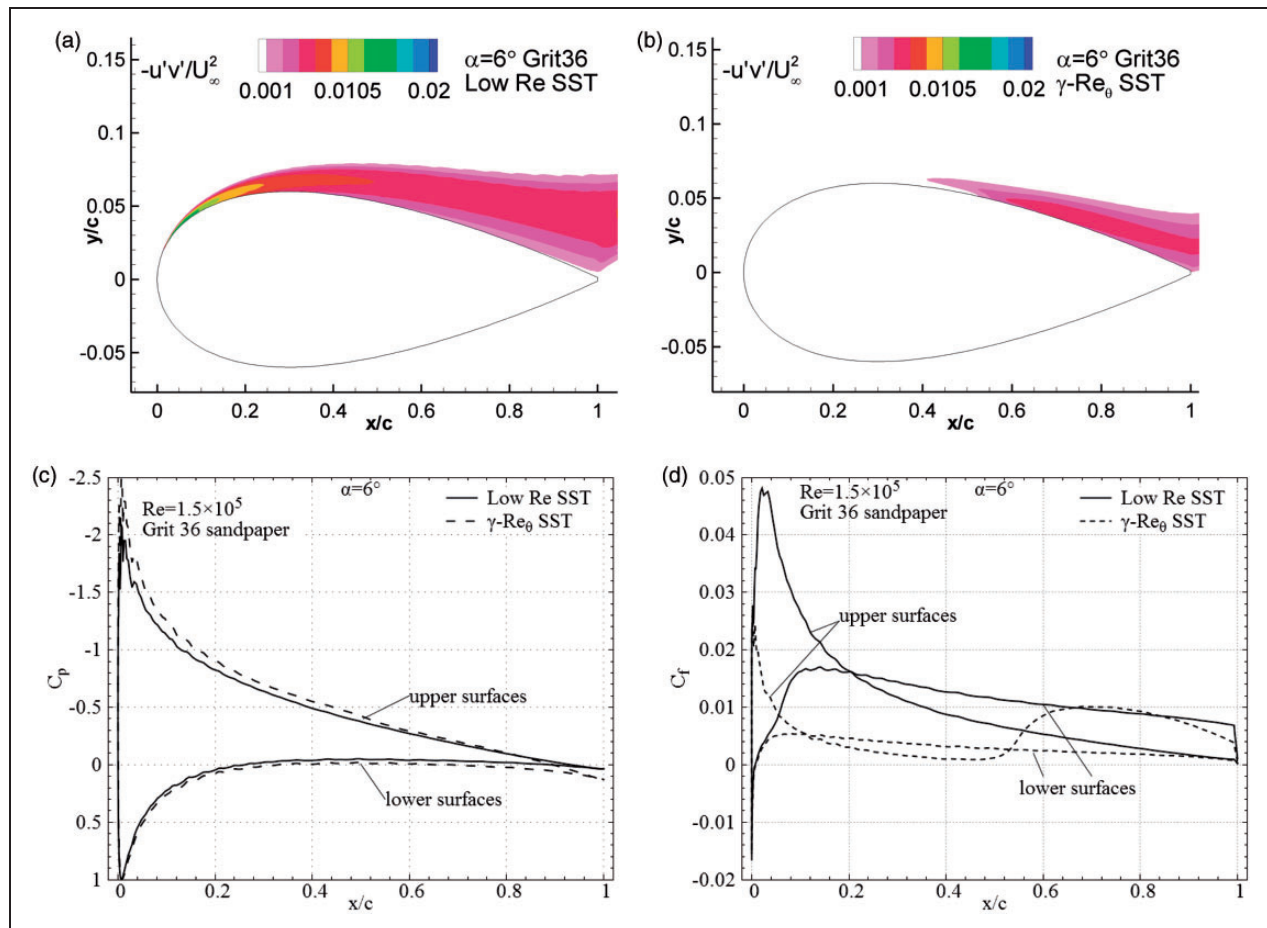 (a)
-u'v'/U²∞
0.001 0.0105 0.02
α=6° Grit36
Low Re SST
0.15
0.1
0.05
0
-0.05
y/c
0 0.2 0.4 0.6 0.8 1
x/c
(b)
-u'v'/U²∞
0.001 0.0105 0.02
α=6° Grit36
γ-Reθ SST
0.15
0.1
0.05
0
-0.05
y/c
0 0.2 0.4 0.6 0.8 1
x/c
(c)
-2.5
-2
-1.5
-1
-0.5
0
0.5
1
Cp
α=6°
Re=1.5×10⁵
Grit 36 sandpaper
Low Re SST
γ-Reθ SST
upper surfaces
lower surfaces
0 0.2 0.4 0.6 0.8 1
x/c
(d)
0.05
0.04
0.03
0.02
0.01
0
-0.01
-0.02
Cf
Re=1.5×10⁵
α=6°
Grit 36 sandpaper
Low Re SST
γ-Reθ SST
upper surfaces
lower surfaces
0 0.2 0.4 0.6 0.8 1
x/c